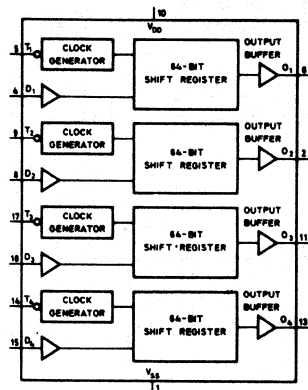 10
VDD
5 T1 CLOCK GENERATOR 64-BIT SHIFT REGISTER OUTPUT BUFFER O1 6
4 D1
9 T2 CLOCK GENERATOR 64-BIT SHIFT REGISTER OUTPUT BUFFER O2 2
8 D2
17 T3 CLOCK GENERATOR 64-BIT SHIFT REGISTER OUTPUT BUFFER O3 11
18 D3
14 T4 CLOCK GENERATOR 64-BIT SHIFT REGISTER OUTPUT BUFFER O4 13
15 D4
VSS
1